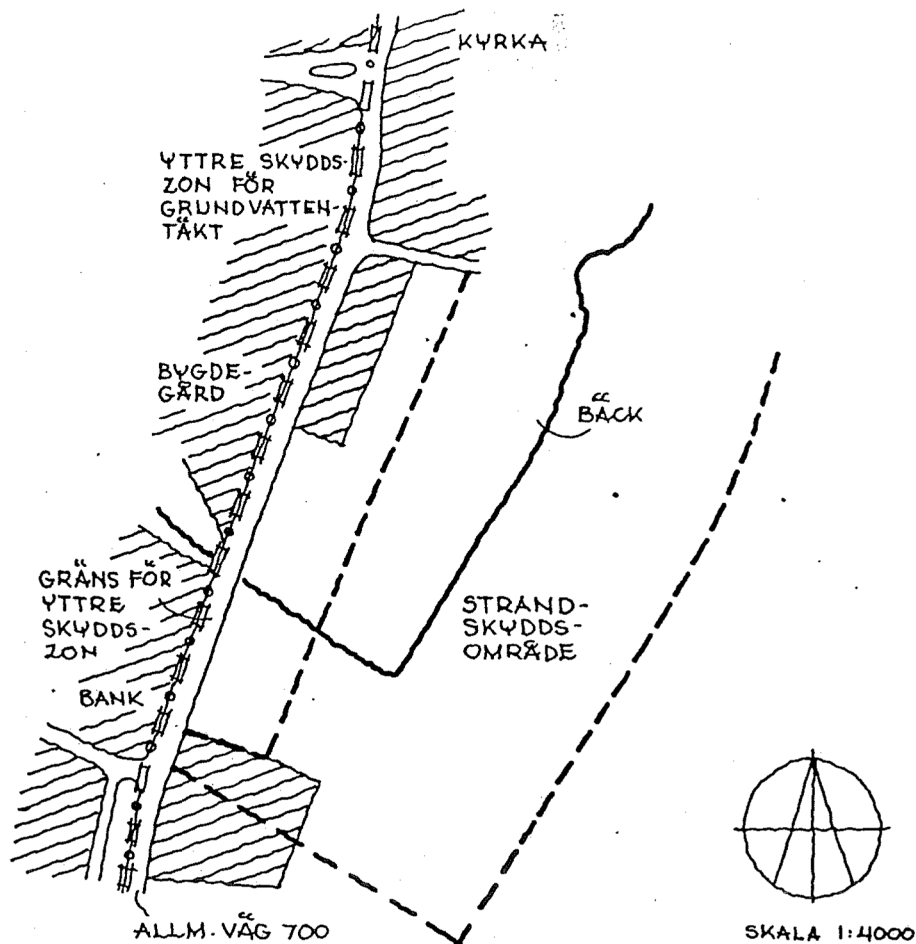 KYRKA
YTTRE SKYDDS-
ZON FÖR
GRUNDVATTEN-
TÄKT
BYGDE-
GÅRD
BÄCK
GRÄNS FÖR
YTTRE
SKYDDS-
ZON
STRAND-
SKYDDS-
OMRÅDE
BANK
ALLM. VÄG 700
SKALA 1:4000